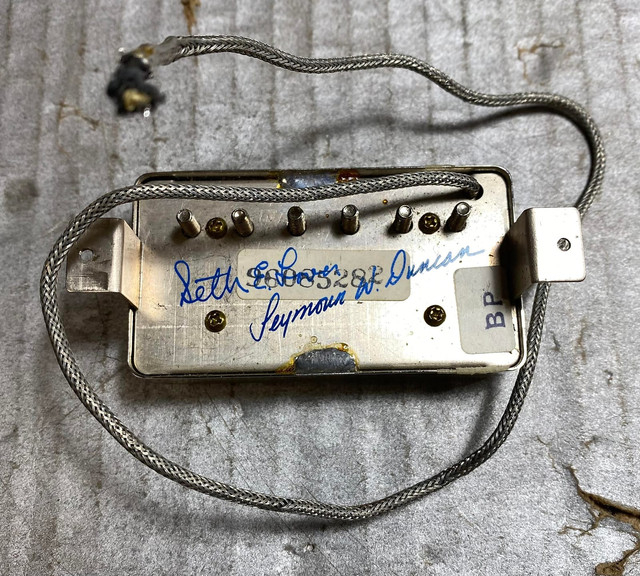 Seth E. Lover
Seymour W. Duncan
BP